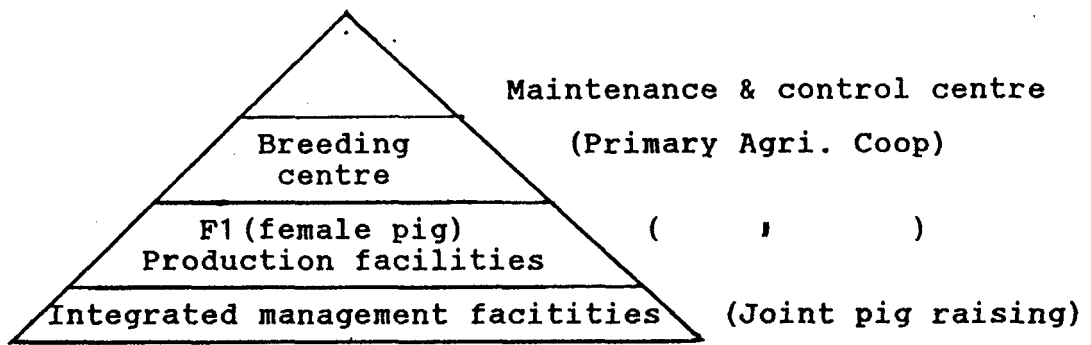 Maintenance & control centre
Breeding (Primary Agri. Coop)
centre
F1 (female pig) ( 〃 )
Production facilities
Integrated management facitities (Joint pig raising)